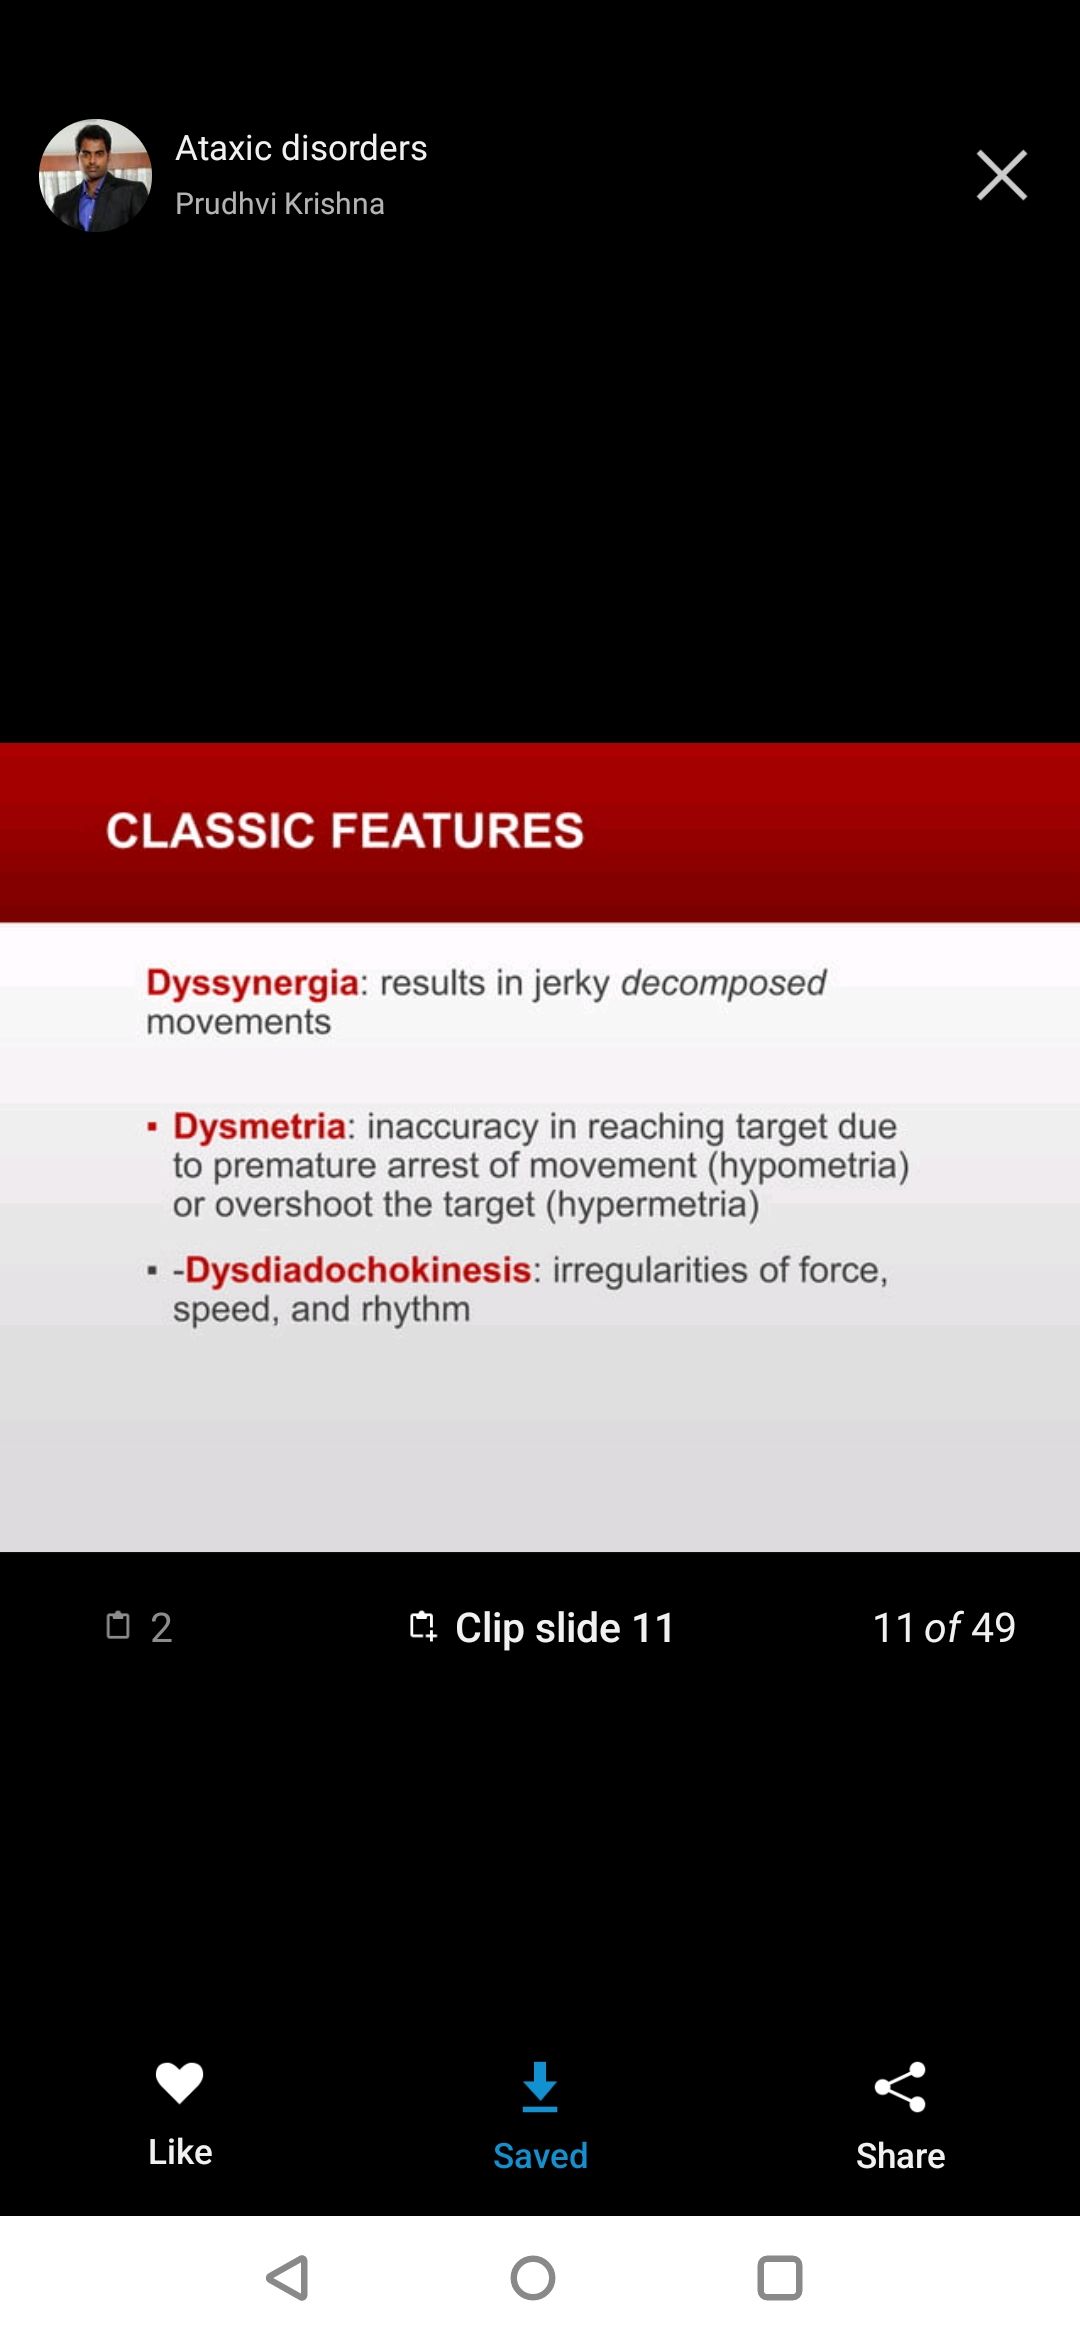 Ataxic disorders
Prudhvi Krishna
CLASSIC FEATURES
Dyssynergia: results in jerky decomposed
movements
▪ Dysmetria: inaccuracy in reaching target due
to premature arrest of movement (hypometria)
or overshoot the target (hypermetria)
▪ -Dysdiadochokinesis: irregularities of force,
speed, and rhythm
2
Clip slide 11
11 of 49
Like
Saved
Share